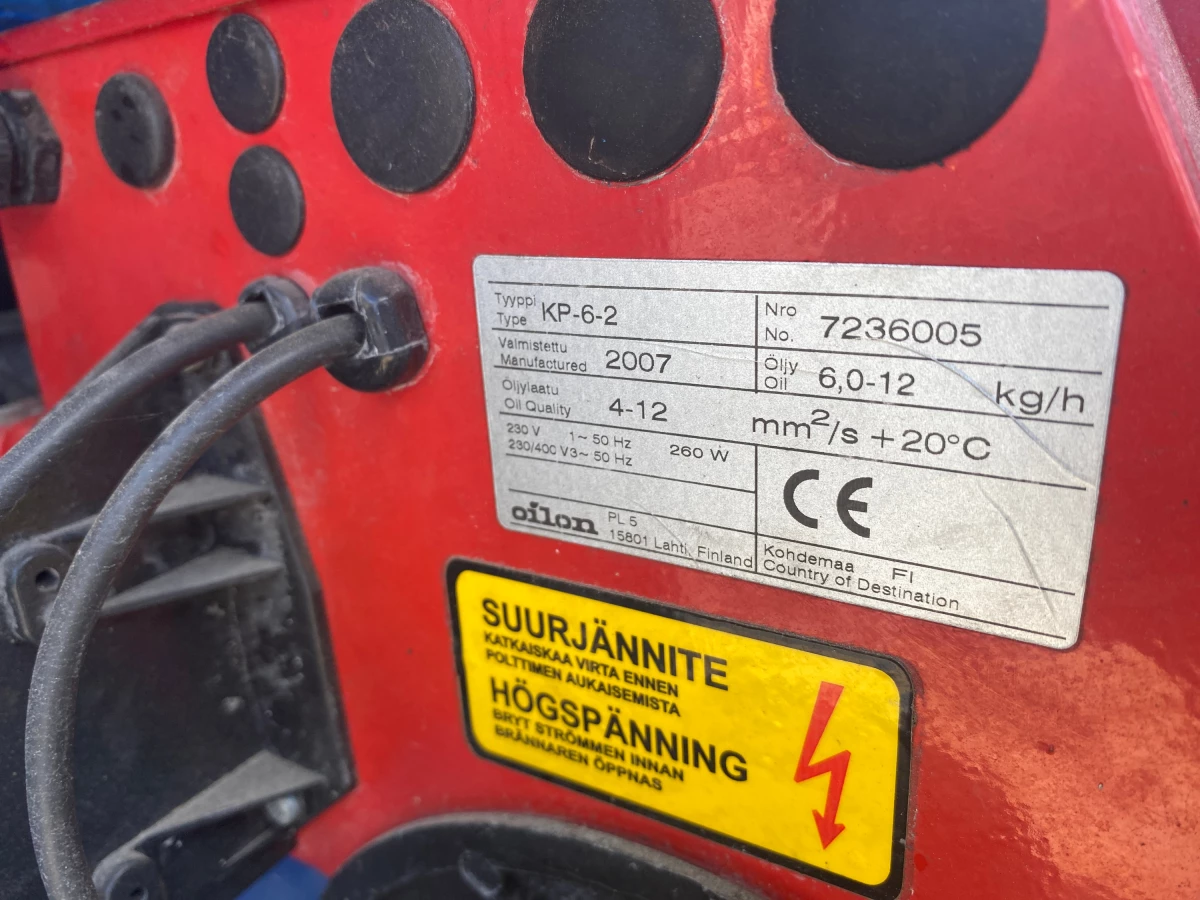 Tyyppi
Type KP-6-2
Nro
No. 7236005
Valmistettu
Manufactured 2007
Öljy
Oil 6,0-12 kg/h
Öljylaatu
Oil Quality 4-12 mm²/s +20°C
230 V 1~ 50 Hz
230/400 V3~ 50 Hz 260 W
CE
oilon PL 5
15801 Lahti, Finland
Kohdemaa FI
Country of Destination
SUURJÄNNITE
KATKAISKAA VIRTA ENNEN
POLTTIMEN AUKAISEMISTA
HÖGSPÄNNING
BRYT STRÖMMEN INNAN
BRÄNNAREN ÖPPNAS